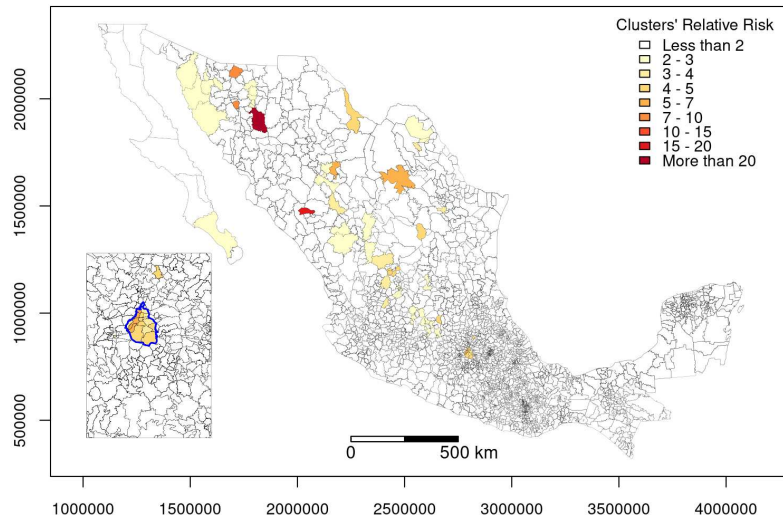 Clusters' Relative Risk
Less than 2
2 - 3
3 - 4
4 - 5
5 - 7
7 - 10
10 - 15
15 - 20
More than 20
2000000
1500000
1000000
500000
0 500 km
1000000 1500000 2000000 2500000 3000000 3500000 4000000